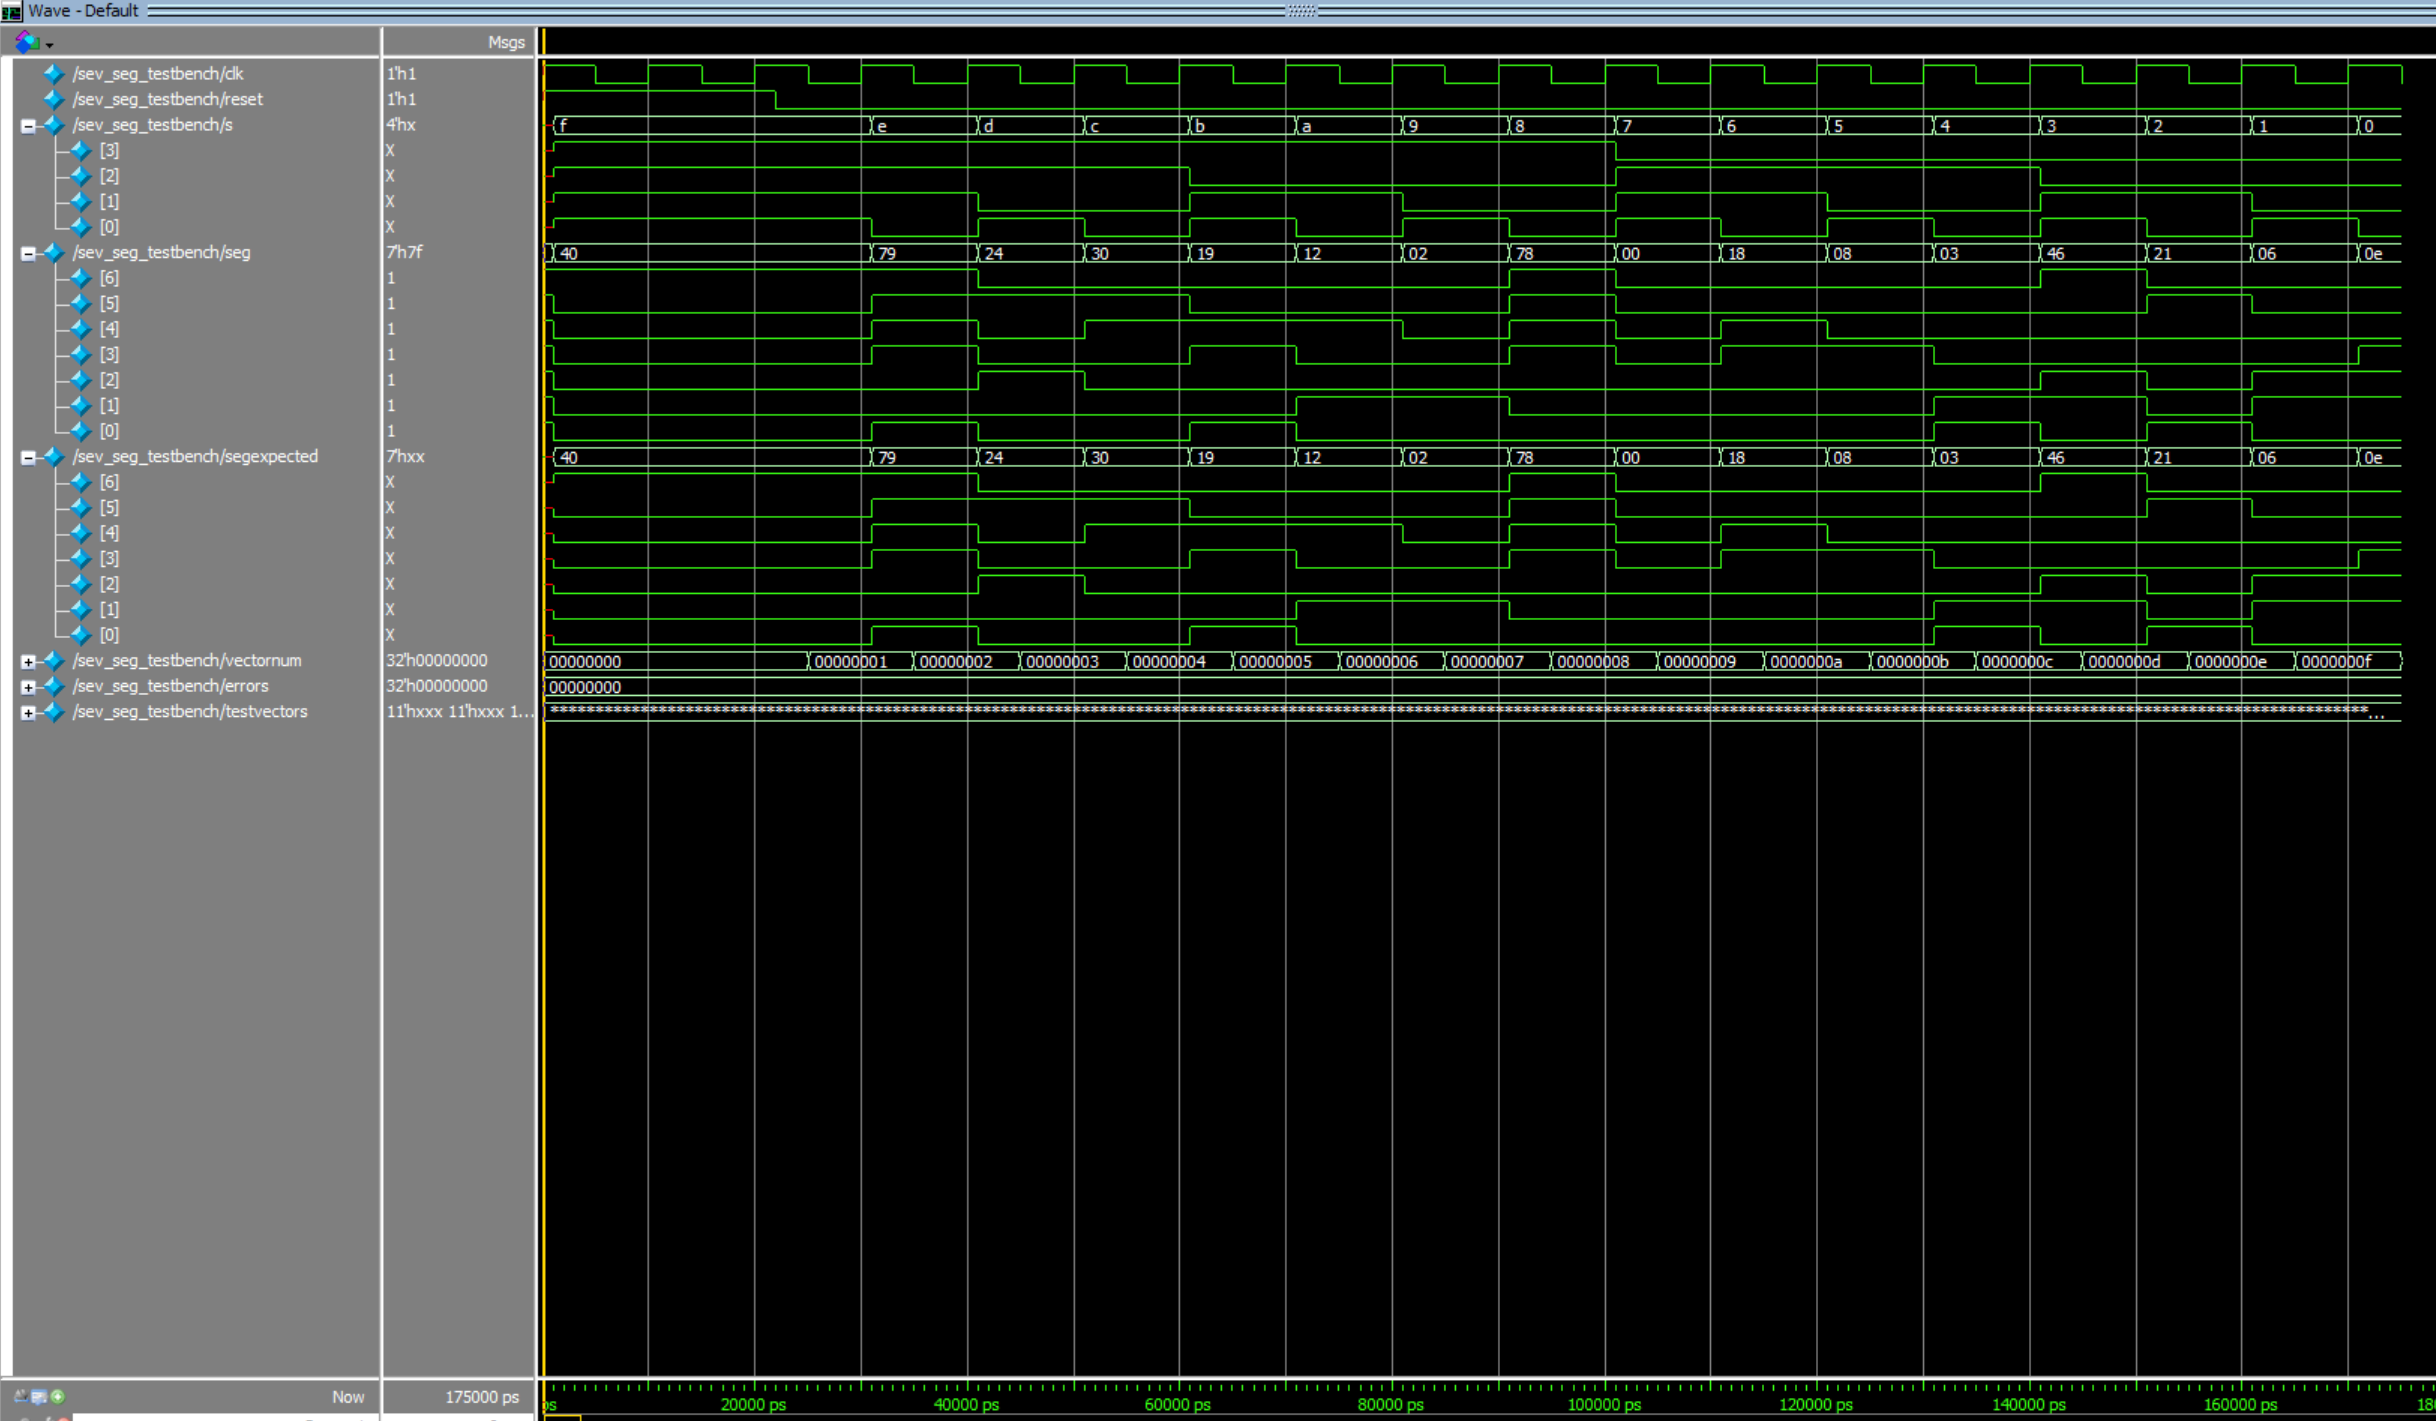 Wave - Default
Msgs
/sev_seg_testbench/clk 1'h1
/sev_seg_testbench/reset 1'h1
/sev_seg_testbench/s 4'hx f e d c b a 9 8 7 6 5 4 3 2 1 0
[3] X
[2] X
[1] X
[0] X
/sev_seg_testbench/seg 7'h7f 40 79 24 30 19 12 02 78 00 18 08 03 46 21 06 0e
[6] 1
[5] 1
[4] 1
[3] 1
[2] 1
[1] 1
[0] 1
/sev_seg_testbench/segexpected 7'hxx 40 79 24 30 19 12 02 78 00 18 08 03 46 21 06 0e
[6] X
[5] X
[4] X
[3] X
[2] X
[1] X
[0] X
/sev_seg_testbench/vectornum 32'h00000000 00000000 00000001 00000002 00000003 00000004 00000005 00000006 00000007 00000008 00000009 0000000a 0000000b 0000000c 0000000d 0000000e 0000000f
/sev_seg_testbench/errors 32'h00000000 00000000
/sev_seg_testbench/testvectors 11'hxxx 11'hxxx 1...
Now 175000 ps
ps 20000 ps 40000 ps 60000 ps 80000 ps 100000 ps 120000 ps 140000 ps 160000 ps 18